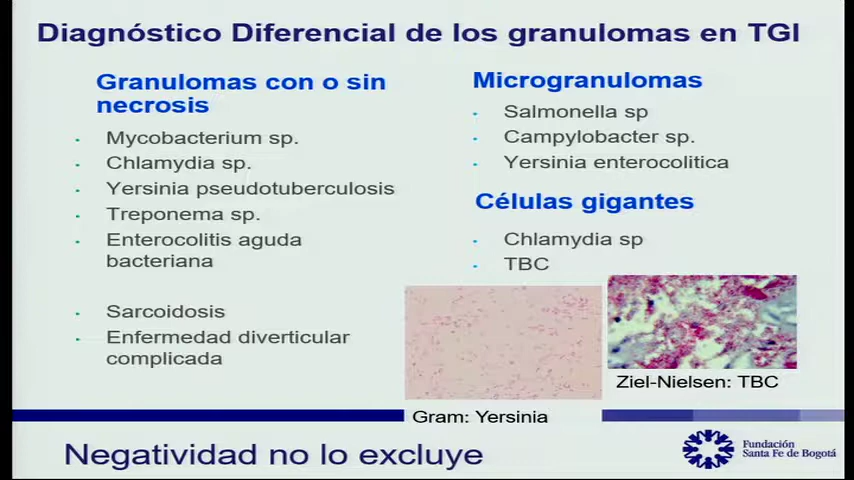 Diagnóstico Diferencial de los granulomas en TGI
Granulomas con o sin
necrosis
Mycobacterium sp.
Chlamydia sp.
Yersinia pseudotuberculosis
Treponema sp.
Enterocolitis aguda
bacteriana
Sarcoidosis
Enfermedad diverticular
complicada
Microgranulomas
Salmonella sp
Campylobacter sp.
Yersinia enterocolitica
Células gigantes
Chlamydia sp
TBC
Ziel-Nielsen: TBC
Gram: Yersinia
Negatividad no lo excluye
Fundación
Santa Fe de Bogotá